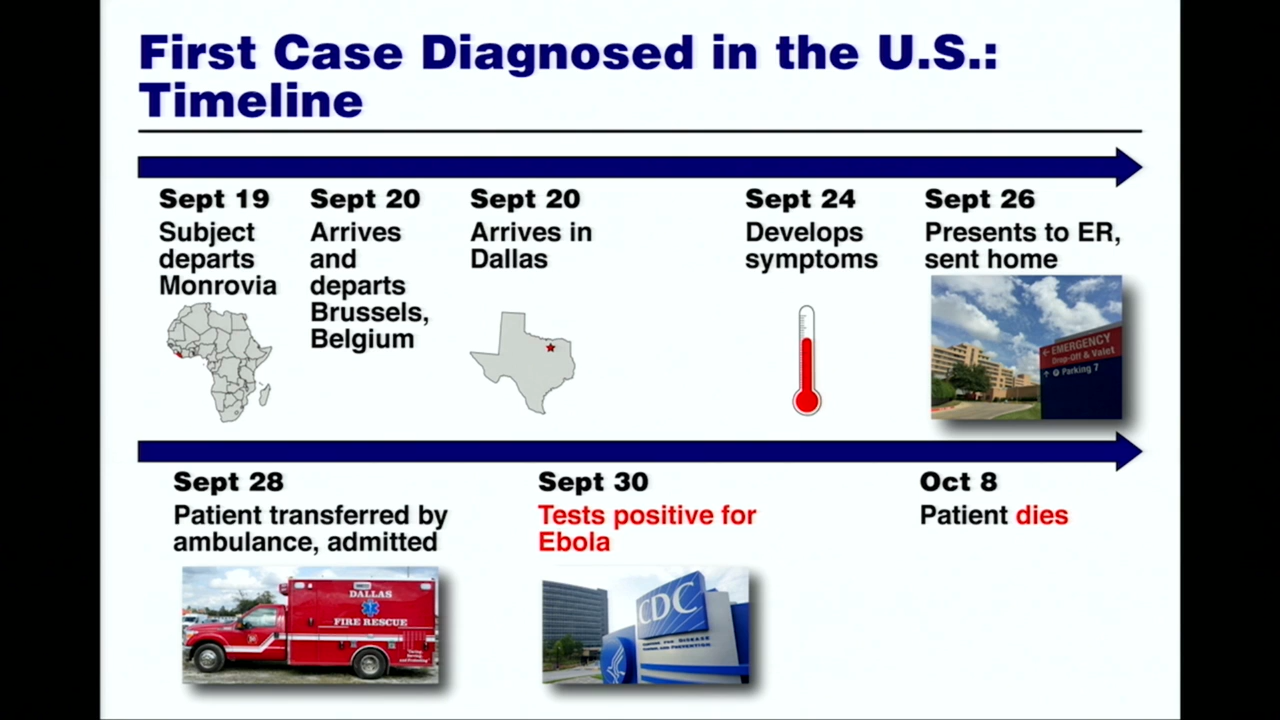 First Case Diagnosed in the U.S.:
Timeline
Sept 19
Subject
departs
Monrovia
Sept 20
Arrives
and
departs
Brussels,
Belgium
Sept 20
Arrives in
Dallas
Sept 24
Develops
symptoms
Sept 26
Presents to ER,
sent home
EMERGENCY
Drop-Off & Valet
P Parking 7
Sept 28
Patient transferred by
ambulance, admitted
DALLAS
FIRE RESCUE
Sept 30
Tests positive for
Ebola
CDC
Oct 8
Patient dies